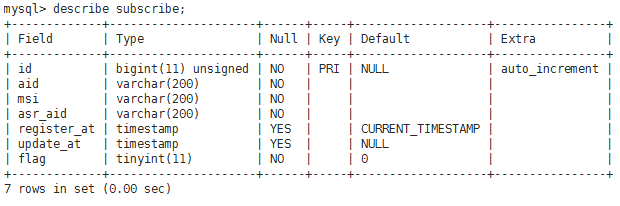 mysql> describe subscribe;
+-------------+---------------------+------+-----+-------------------+----------------+
| Field       | Type                | Null | Key | Default           | Extra          |
+-------------+---------------------+------+-----+-------------------+----------------+
| id          | bigint(11) unsigned | NO   | PRI | NULL              | auto_increment |
| aid         | varchar(200)        | NO   |     |                   |                |
| msi         | varchar(200)        | NO   |     |                   |                |
| asr_aid     | varchar(200)        | NO   |     |                   |                |
| register_at | timestamp           | YES  |     | CURRENT_TIMESTAMP |                |
| update_at   | timestamp           | YES  |     | NULL              |                |
| flag        | tinyint(11)         | NO   |     | 0                 |                |
+-------------+---------------------+------+-----+-------------------+----------------+
7 rows in set (0.00 sec)